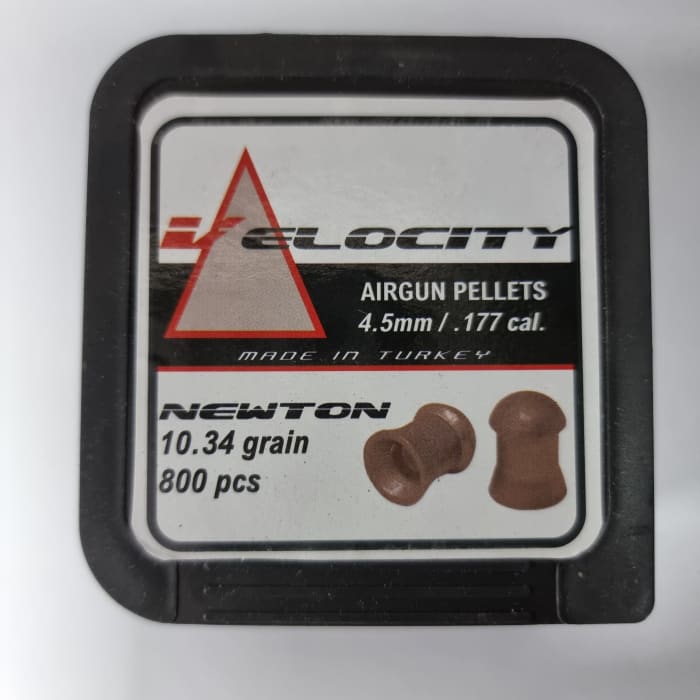 VELOCITY
AIRGUN PELLETS
4.5mm / .177 cal.
MADE IN TURKEY
NEWTON
10.34 grain
800 pcs